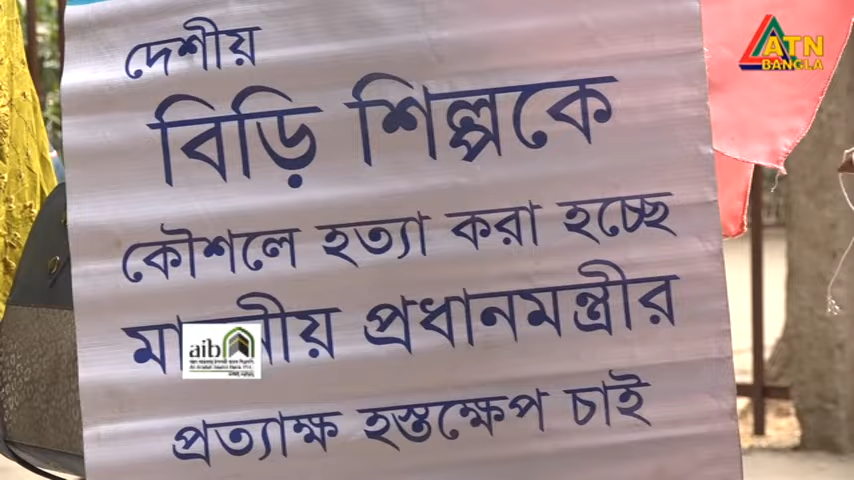 দেশীয়
ATN
BANGLA
বিড়ি শিল্পকে
কৌশলে হত্যা করা হচ্ছে
প্রধানমন্ত্রীর
aib
প্রত্যাক্ষ হস্তক্ষেপ চাই